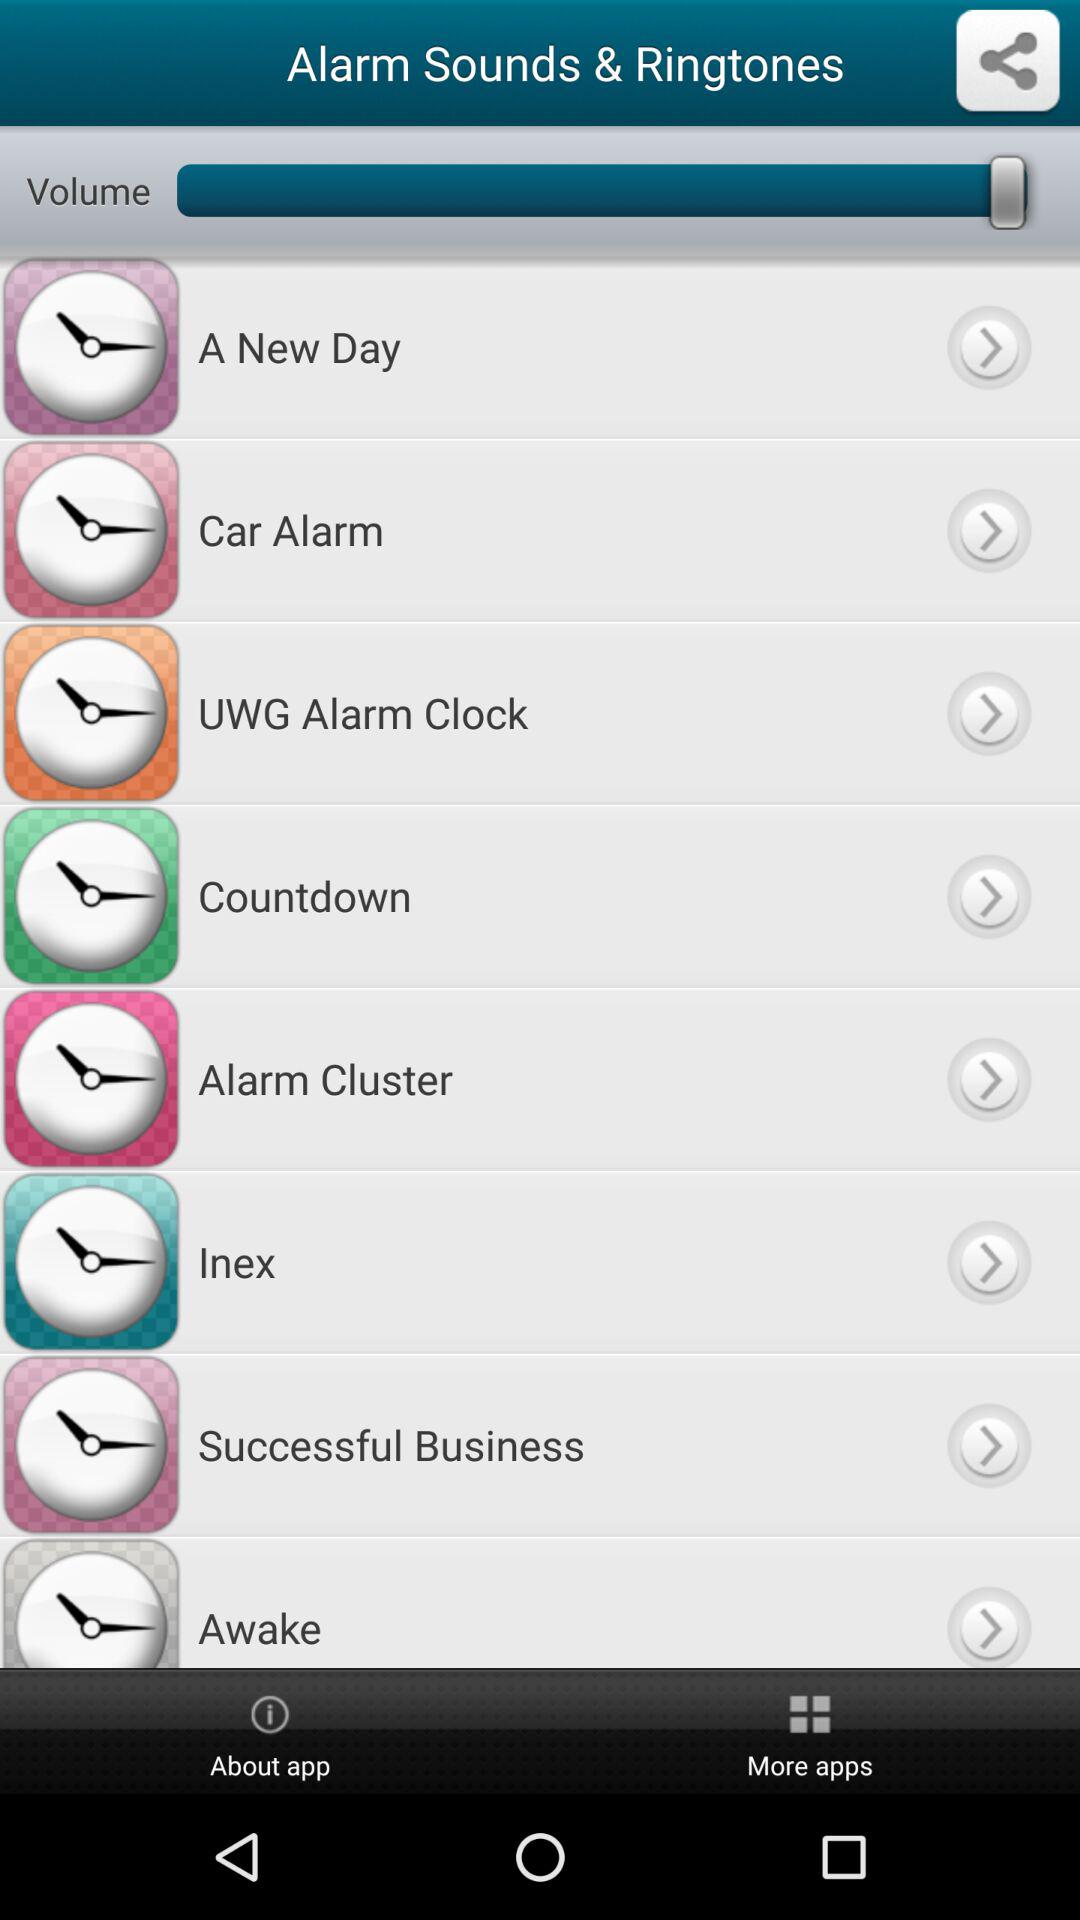 Alarm Sounds & Ringtones
Volume
A New Day
Car Alarm
UWG Alarm Clock
Countdown
Alarm Cluster
Inex
Successful Business
Awake
About app
More apps